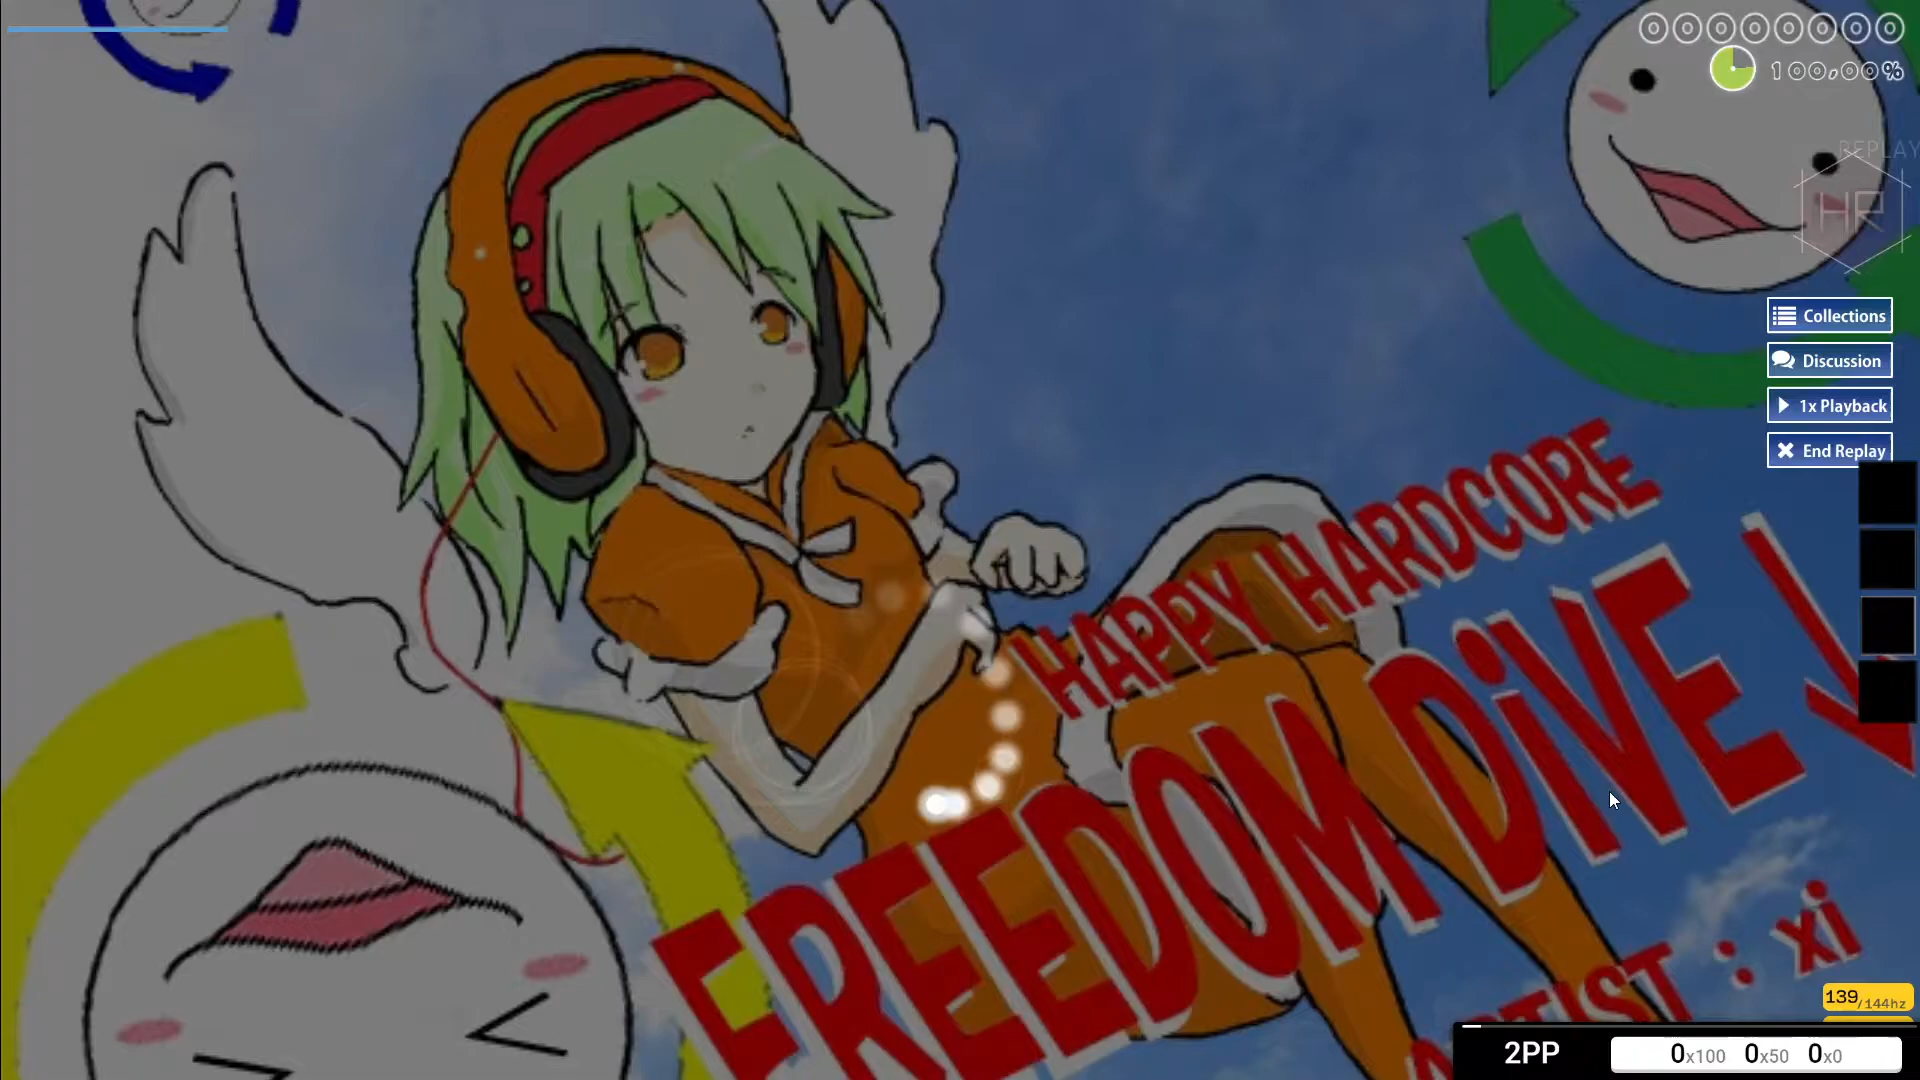 00000000
100.00%
REPLAY
HR
Collections
Discussion
1x Playback
End Replay
HAPPY HARDCORE
FREEDOM DiVE↓
ARTIST : xi
139/144hz
2PP
0x100 0x50 0x0